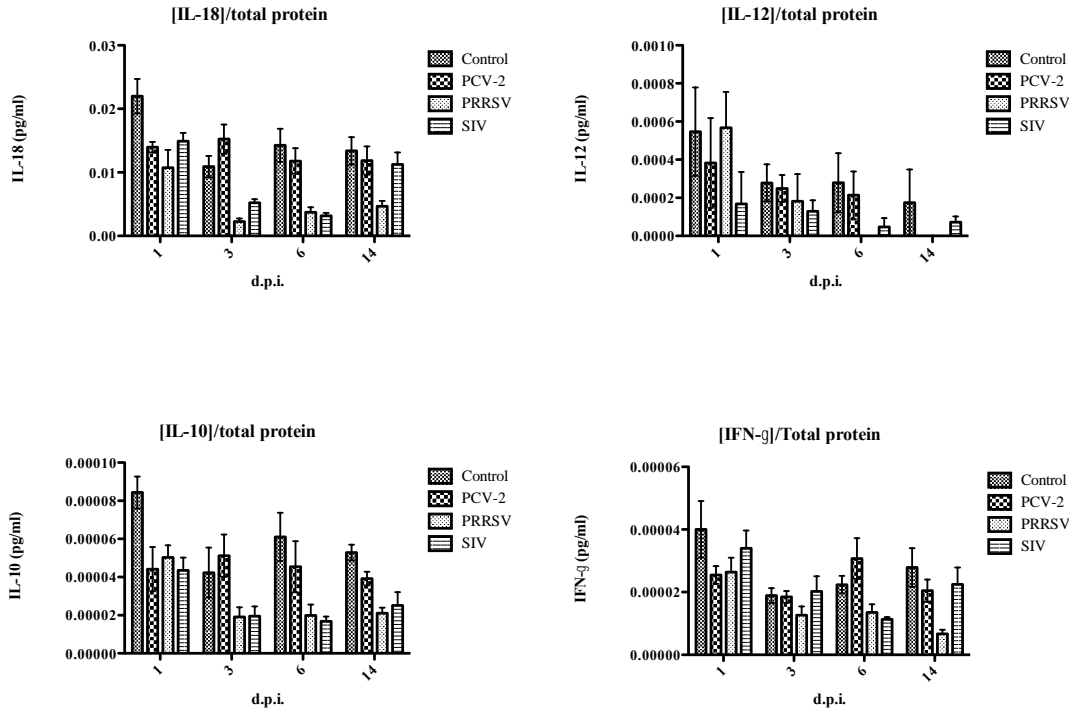 [IL-18]/total protein
0.03
0.02
0.01
0.00
IL-18 (pg/ml)
1
3
6
14
d.p.i.
Control
PCV-2
PRRSV
SIV
[IL-12]/total protein
0.0010
0.0008
0.0006
0.0004
0.0002
0.0000
IL-12 (pg/ml)
1
3
6
14
d.p.i.
Control
PCV-2
PRRSV
SIV
[IL-10]/total protein
0.00010
0.00008
0.00006
0.00004
0.00002
0.00000
IL-10 (pg/ml)
1
3
6
14
d.p.i.
Control
PCV-2
PRRSV
SIV
[IFN-g]/Total protein
0.00006
0.00004
0.00002
0.00000
IFN-g (pg/ml)
1
3
6
14
d.p.i.
Control
PCV-2
PRRSV
SIV